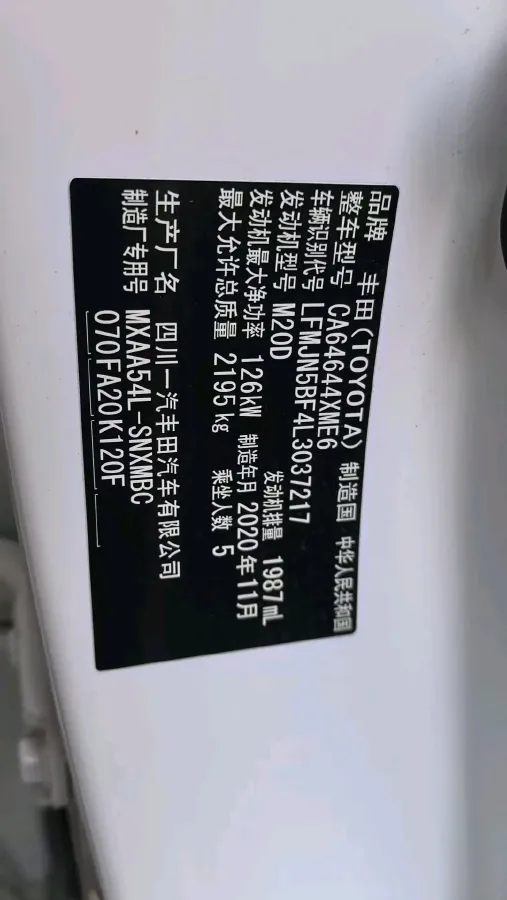 品牌 丰田(TOYOTA) 制造国 中华人民共和国
整车型号 CA64644XME6
车辆识别代号 LFMJN5BF4L3037217
发动机型号 M20D 发动机排量 1987mL
发动机最大净功率 126kW 制造年月 2020年11月
最大允许总质量 2195kg 乘坐人数 5
生产厂名 四川一汽丰田汽车有限公司
制造厂专用号 MXAA54L-SNXMBC
070FA20K120F